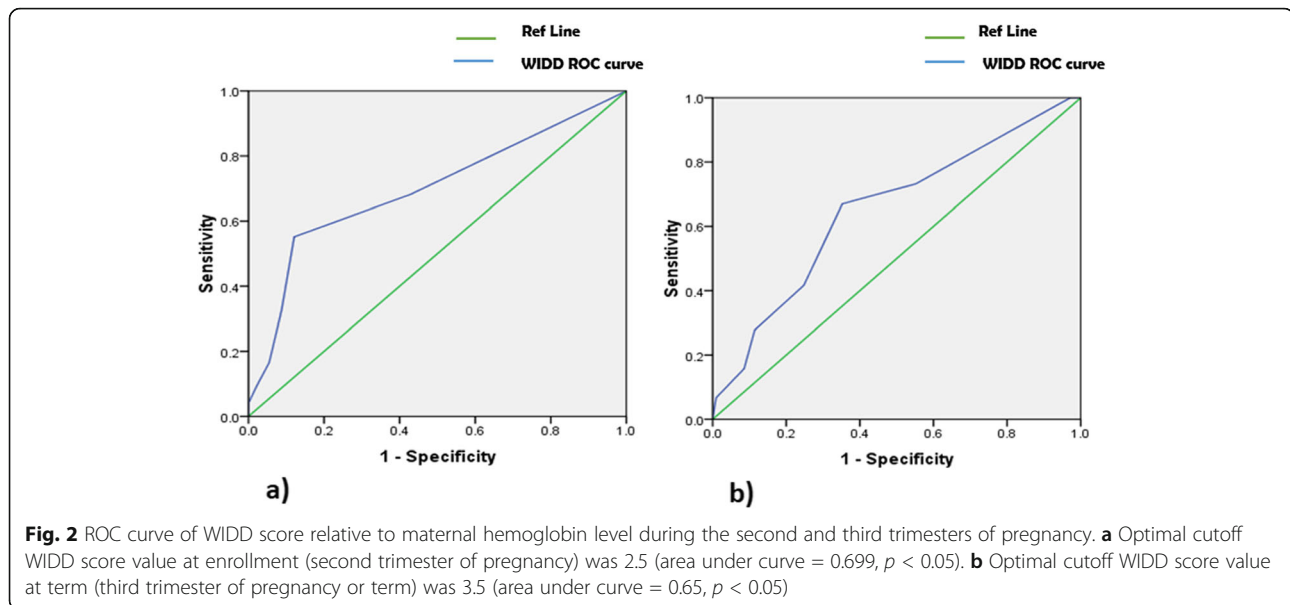 Ref Line
WIDD ROC curve
Ref Line
WIDD ROC curve
1.0
0.8
0.6
0.4
0.2
0.0
Sensitivity
0.0 0.2 0.4 0.6 0.8 1.0
1 - Specificity
a)
1.0
0.8
0.6
0.4
0.2
0.0
Sensitivity
0.0 0.2 0.4 0.6 0.8 1.0
1 - Specificity
b)
Fig. 2 ROC curve of WIDD score relative to maternal hemoglobin level during the second and third trimesters of pregnancy. a Optimal cutoff
WIDD score value at enrollment (second trimester of pregnancy) was 2.5 (area under curve = 0.699, p < 0.05). b Optimal cutoff WIDD score value
at term (third trimester of pregnancy or term) was 3.5 (area under curve = 0.65, p < 0.05)